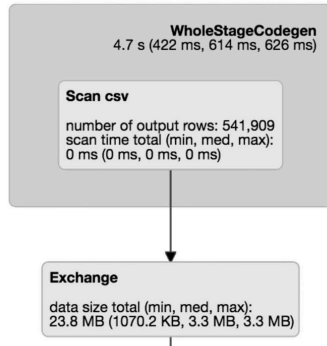 WholeStageCodegen
4.7 s (422 ms, 614 ms, 626 ms)
Scan csv
number of output rows: 541,909
scan time total (min, med, max):
0 ms (0 ms, 0 ms, 0 ms)
Exchange
data size total (min, med, max):
23.8 MB (1070.2 KB, 3.3 MB, 3.3 MB)